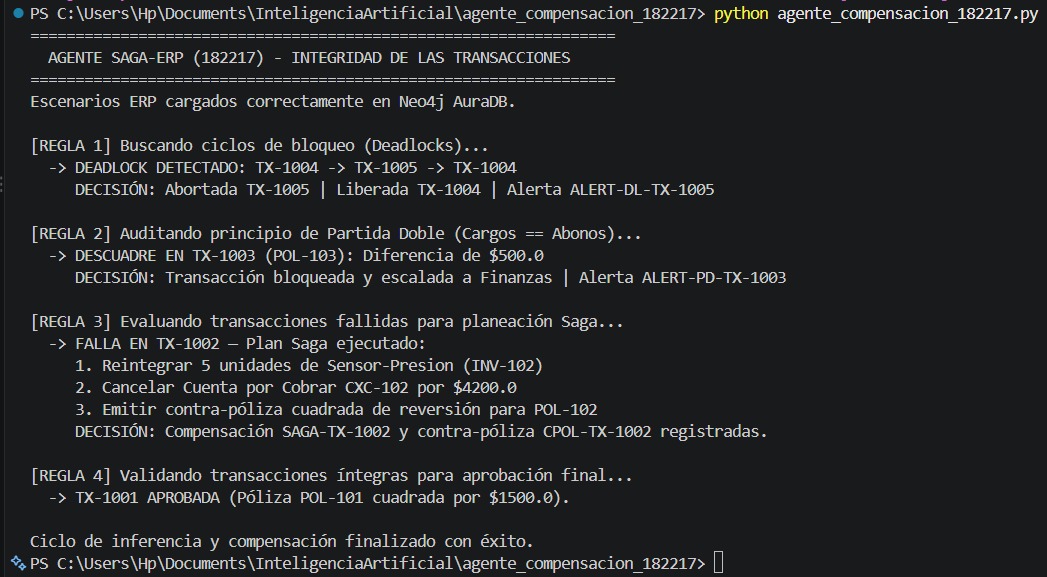 PS C:\Users\Hp\Documents\InteligenciaArtificial\agente_compensacion_182217> python agente_compensacion_182217.py
=================================================================
  AGENTE SAGA-ERP (182217) - INTEGRIDAD DE LAS TRANSACCIONES
=================================================================
Escenarios ERP cargados correctamente en Neo4j AuraDB.

[REGLA 1] Buscando ciclos de bloqueo (Deadlocks)...
  -> DEADLOCK DETECTADO: TX-1004 -> TX-1005 -> TX-1004
     DECISIÓN: Abortada TX-1005 | Liberada TX-1004 | Alerta ALERT-DL-TX-1005

[REGLA 2] Auditando principio de Partida Doble (Cargos == Abonos)...
  -> DESCUADRE EN TX-1003 (POL-103): Diferencia de $500.0
     DECISIÓN: Transacción bloqueada y escalada a Finanzas | Alerta ALERT-PD-TX-1003

[REGLA 3] Evaluando transacciones fallidas para planeación Saga...
  -> FALLA EN TX-1002 — Plan Saga ejecutado:
     1. Reintegrar 5 unidades de Sensor-Presion (INV-102)
     2. Cancelar Cuenta por Cobrar CXC-102 por $4200.0
     3. Emitir contra-póliza cuadrada de reversión para POL-102
     DECISIÓN: Compensación SAGA-TX-1002 y contra-póliza CPOL-TX-1002 registradas.

[REGLA 4] Validando transacciones íntegras para aprobación final...
  -> TX-1001 APROBADA (Póliza POL-101 cuadrada por $1500.0).

Ciclo de inferencia y compensación finalizado con éxito.
PS C:\Users\Hp\Documents\InteligenciaArtificial\agente_compensacion_182217>